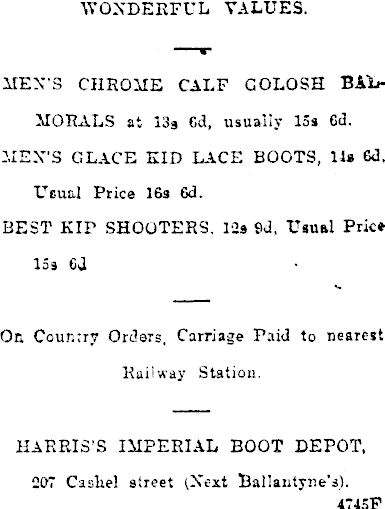 WONDERFUL VALUES.
MEN'S CHROME CALF GOLOSH BAL-
MORALS at 13s 6d, usually 15s 6d.
MEN'S GLACE KID LACE BOOTS, 14s 6d,
Usual Price 16s 6d.
BEST KIP SHOOTERS, 12s 9d, Usual Price
15s 6d
On Country Orders, Carriage Paid to nearest
Railway Station.
HARRIS'S IMPERIAL BOOT DEPOT,
207 Cashel street (Next Ballantyne's).
4745F